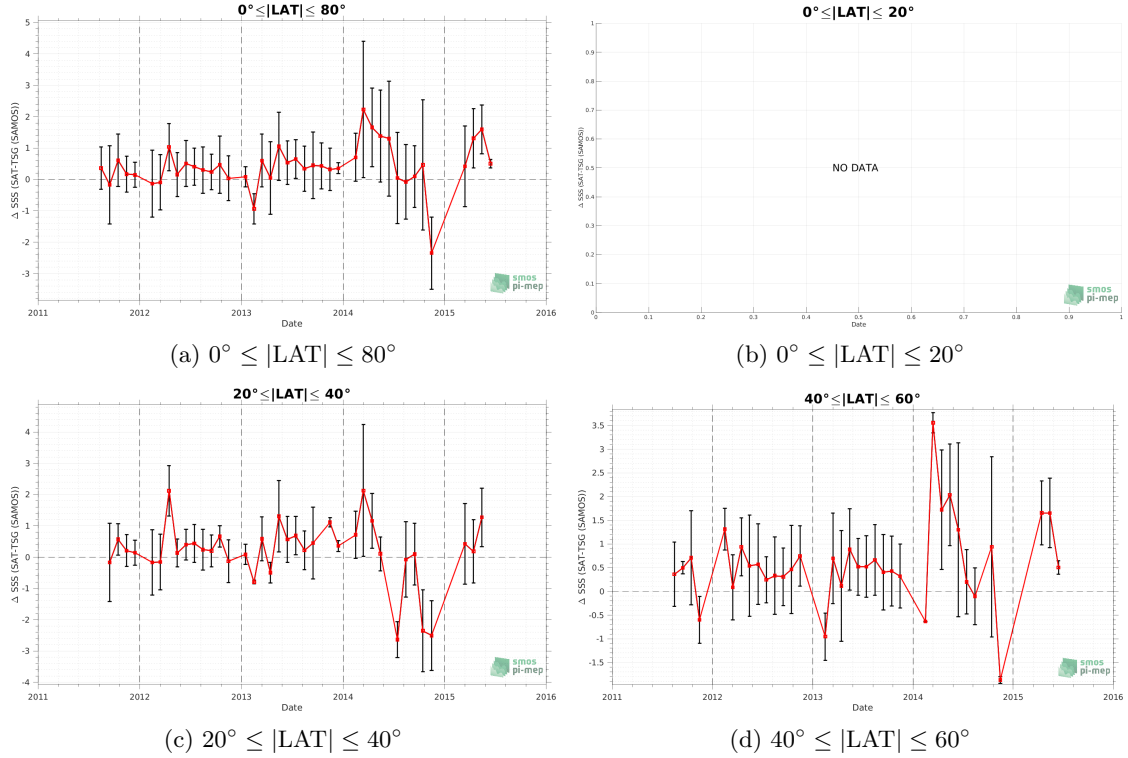 0°≤|LAT|≤ 80°
Δ SSS (SAT-TSG (SAMOS))
5
4
3
2
1
0
-1
-2
-3
2011 2012 2013 2014 2015 2016
Date
smos
pi-mep
(a) 0° ≤ |LAT| ≤ 80°
0°≤|LAT|≤ 20°
Δ SSS (SAT-TSG (SAMOS))
1
0.9
0.8
0.7
0.6
0.5
0.4
0.3
0.2
0.1
0
NO DATA
0 0.1 0.2 0.3 0.4 0.5 0.6 0.7 0.8 0.9 1
Date
smos
pi-mep
(b) 0° ≤ |LAT| ≤ 20°
20°≤|LAT|≤ 40°
Δ SSS (SAT-TSG (SAMOS))
4
3
2
1
0
-1
-2
-3
-4
2011 2012 2013 2014 2015 2016
Date
smos
pi-mep
(c) 20° ≤ |LAT| ≤ 40°
40°≤|LAT|≤ 60°
Δ SSS (SAT-TSG (SAMOS))
3.5
3
2.5
2
1.5
1
0.5
0
-0.5
-1
-1.5
2011 2012 2013 2014 2015 2016
Date
smos
pi-mep
(d) 40° ≤ |LAT| ≤ 60°